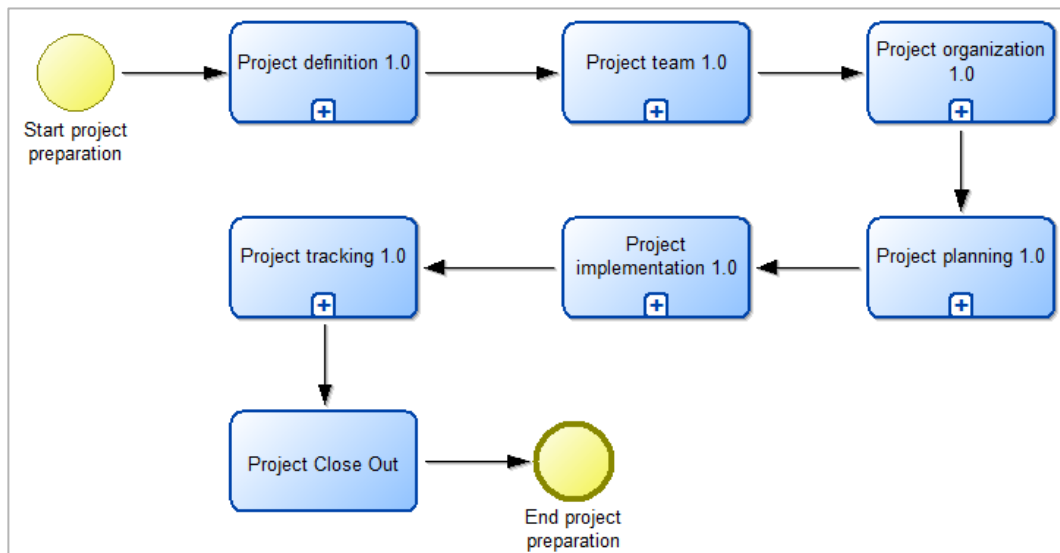 Project definition 1.0
Project team 1.0
Project organization
1.0
Start project
preparation
Project tracking 1.0
Project
implementation 1.0
Project planning 1.0
Project Close Out
End project
preparation